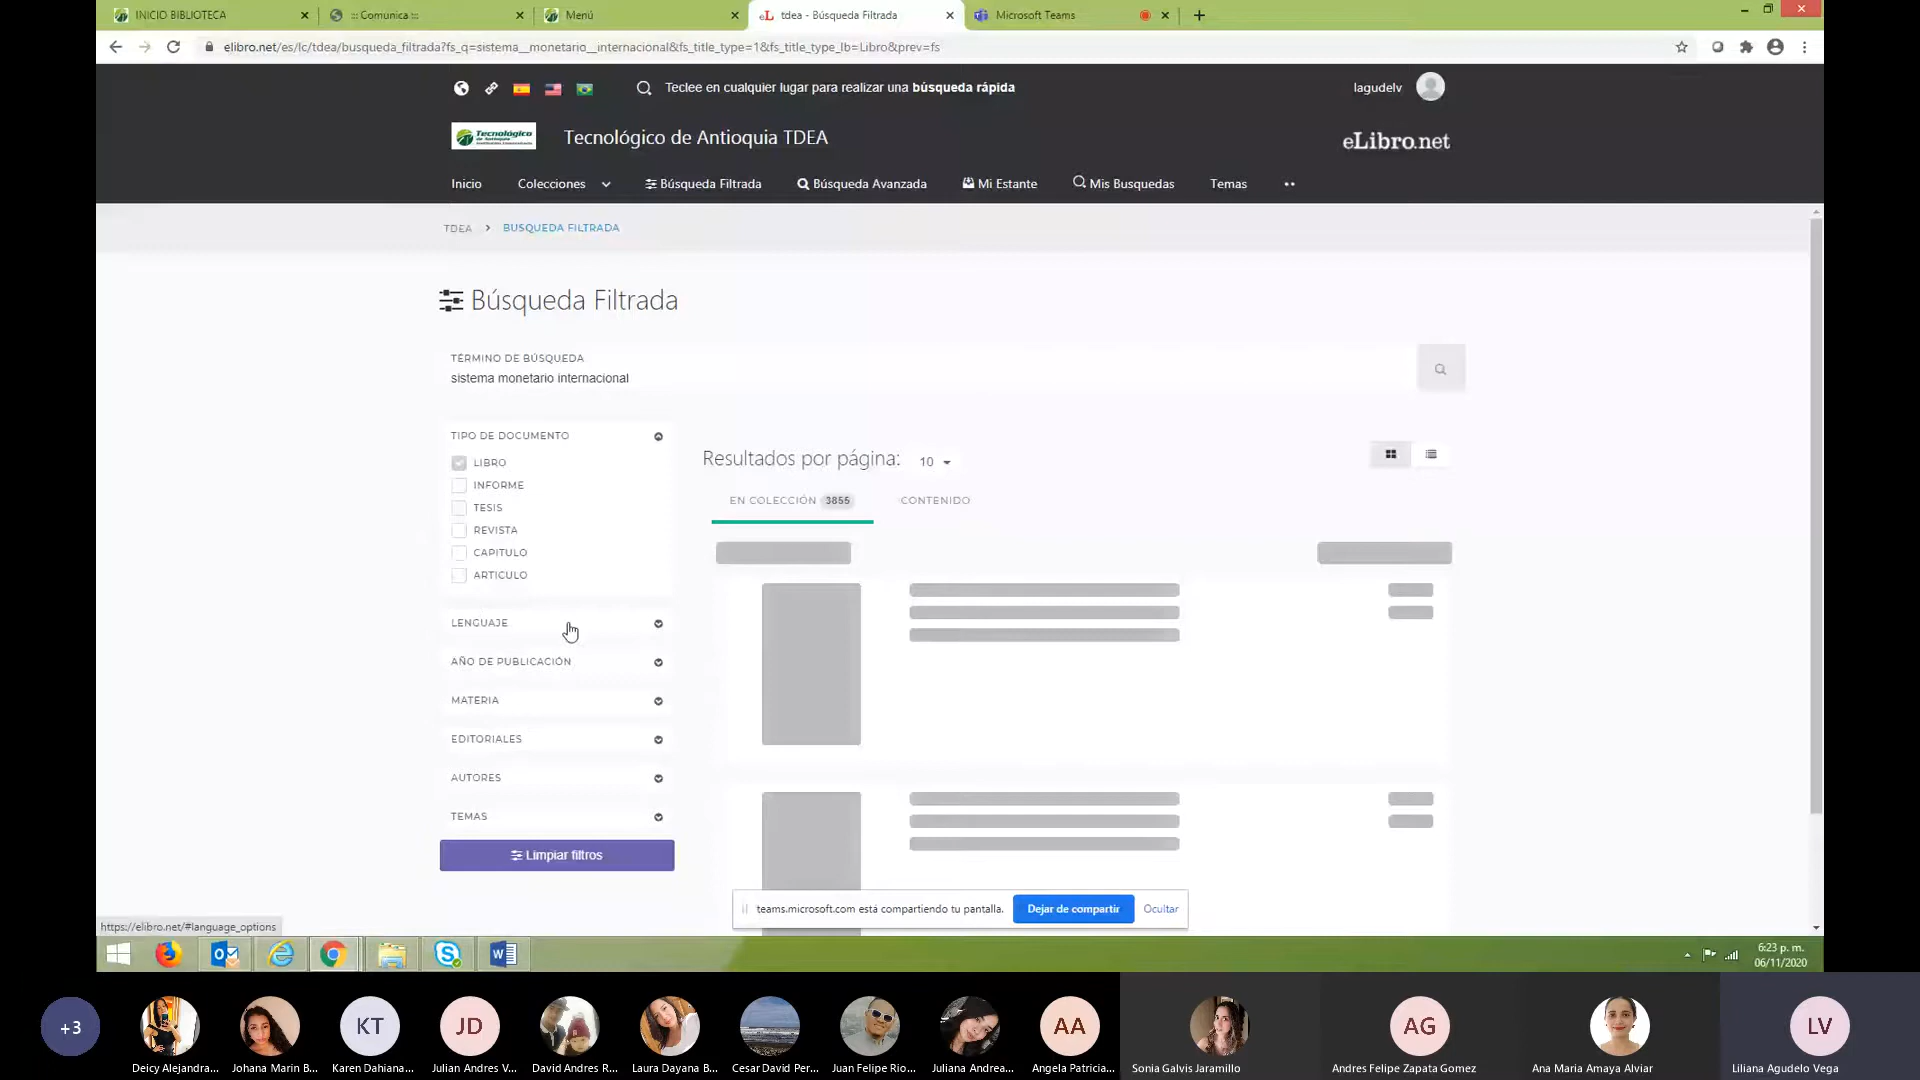 INICIO BIBLIOTECA
::: Comunica :::
Menú
eL tdea - Búsqueda Filtrada
Microsoft Teams
elibro.net/es/lc/tdea/busqueda_filtrada?fs_q=sistema__monetario__internacional&fs_title_type=1&fs_title_type_lb=Libro&prev=fs
Teclee en cualquier lugar para realizar una búsqueda rápida
lagudelv
Tecnológico de Antioquia
Tecnológico de Antioquia TDEA
eLibro.net
Inicio
Colecciones
Búsqueda Filtrada
Búsqueda Avanzada
Mi Estante
Mis Busquedas
Temas
TDEA
BUSQUEDA FILTRADA
Búsqueda Filtrada
TÉRMINO DE BÚSQUEDA
sistema monetario internacional
TIPO DE DOCUMENTO
LIBRO
INFORME
TESIS
REVISTA
CAPITULO
ARTICULO
LENGUAJE
AÑO DE PUBLICACIÓN
MATERIA
EDITORIALES
AUTORES
TEMAS
Limpiar filtros
Resultados por página: 10
EN COLECCIÓN 3855
CONTENIDO
teams.microsoft.com está compartiendo tu pantalla.
Dejar de compartir
Ocultar
https://elibro.net/#language_options
6:23 p. m.
06/11/2020
+3
KT
JD
AA
AG
LV
Deicy Alejandra...
Johana Marin B...
Karen Dahiana...
Julian Andres V...
David Andres R...
Laura Dayana B...
Cesar David Per...
Juan Felipe Rio...
Juliana Andrea...
Angela Patricia...
Sonia Galvis Jaramillo
Andres Felipe Zapata Gomez
Ana Maria Amaya Alviar
Liliana Agudelo Vega